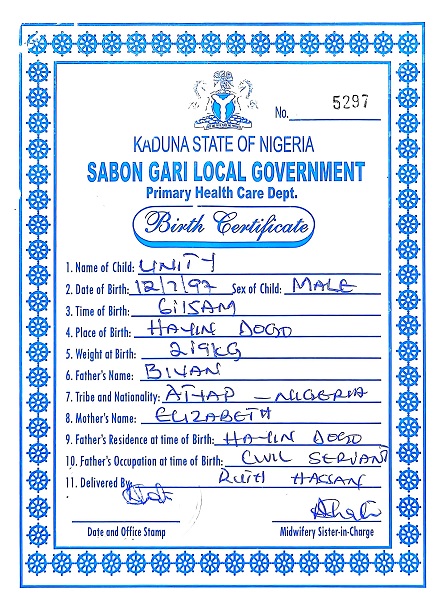 No. 5297
KADUNA STATE OF NIGERIA
SABON GARI LOCAL GOVERNMENT
Primary Health Care Dept.
Birth Certificate
1. Name of Child: UNITY
2. Date of Birth: 12/7/97 Sex of Child: MALE
3. Time of Birth: 6:15AM
4. Place of Birth: HAYIN DOGO
5. Weight at Birth: 2.9KG
6. Father's Name: BIYAN
7. Tribe and Nationality: ATYAP - NIGERIA
8. Mother's Name: ELIZABETH
9. Father's Residence at time of Birth: HAYIN DOGO
10. Father's Occupation at time of Birth: CIVIL SERVANT
11. Delivered By: RUTH HASSAN
Date and Office Stamp Midwifery Sister-in-Charge